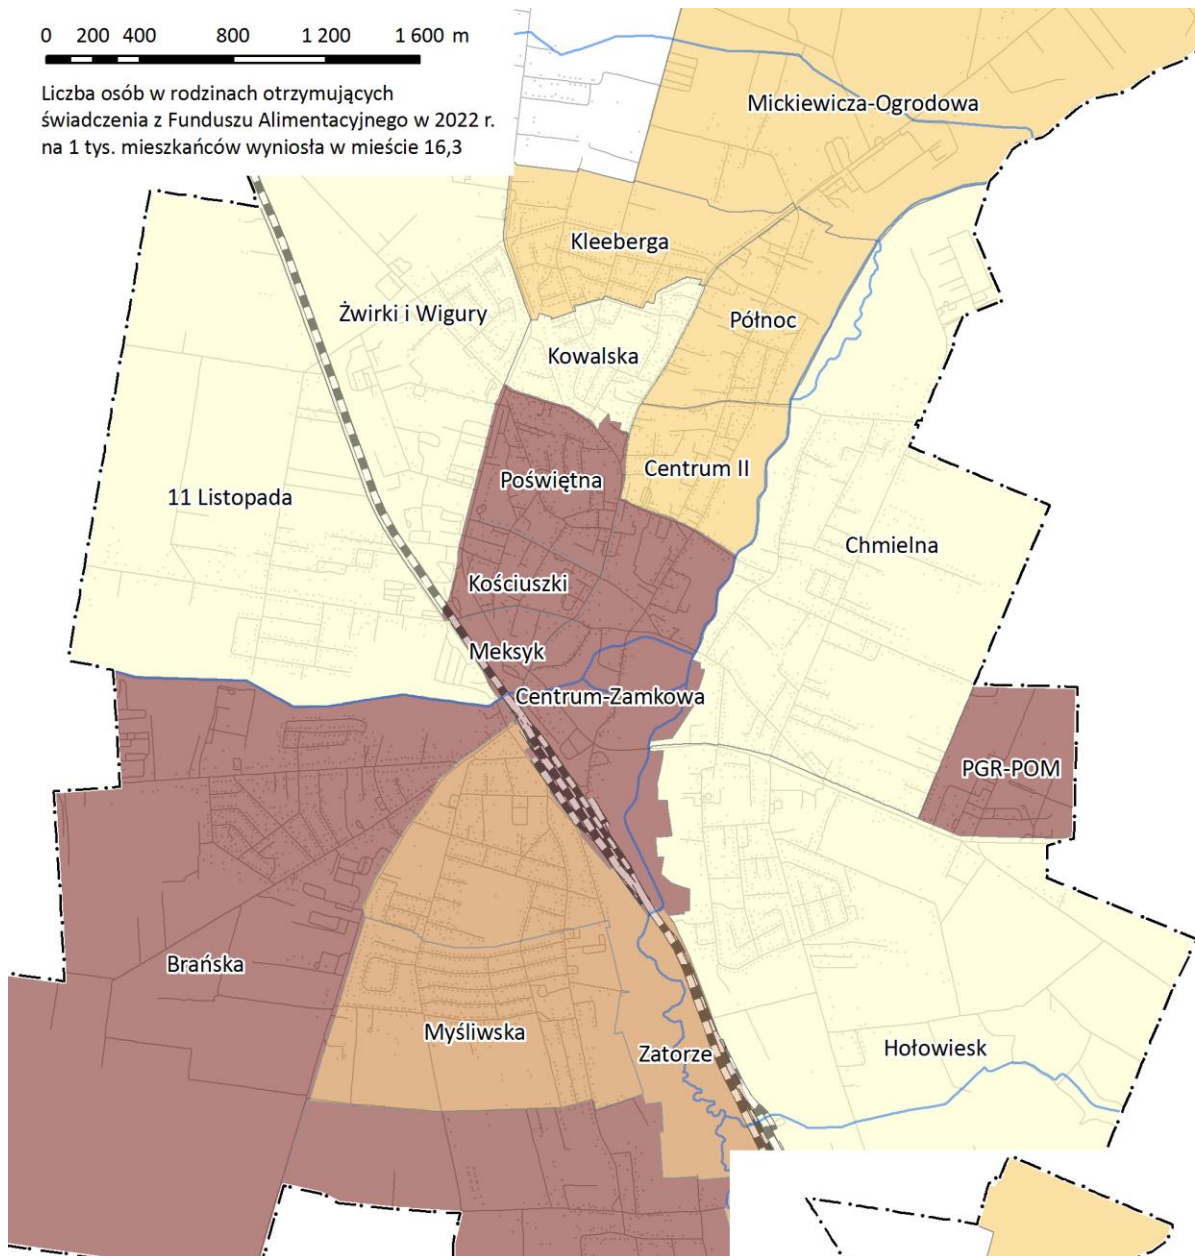 0 200 400 800 1 200 1 600 m
Liczba osób w rodzinach otrzymujących
świadczenia z Funduszu Alimentacyjnego w 2022 r.
na 1 tys. mieszkańców wyniosła w mieście 16,3
Mickiewicza-Ogrodowa
Kleeberga
Żwirki i Wigury
Północ
Kowalska
Centrum II
Poświętna
11 Listopada
Chmielna
Kościuszki
Meksyk
Centrum-Zamkowa
PGR-POM
Brańska
Myśliwska
Zatorze
Hołowiesk